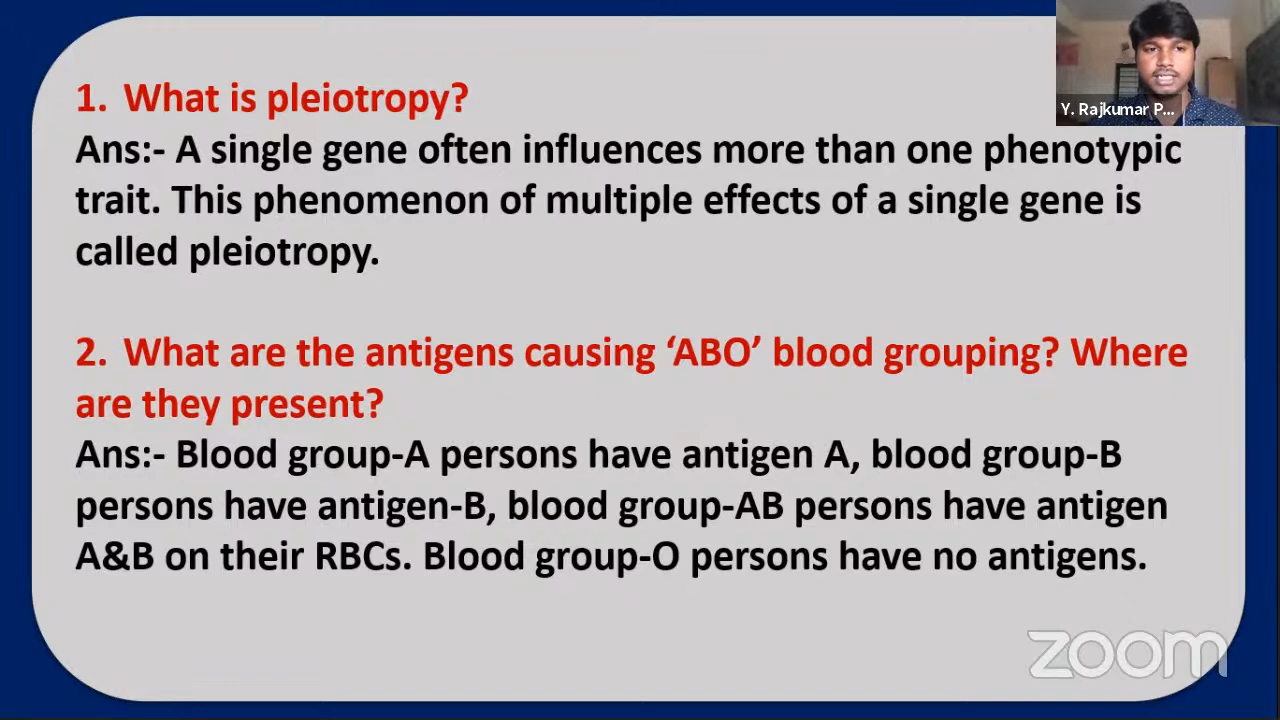 1. What is pleiotropy?
Ans:- A single gene often influences more than one phenotypic
trait. This phenomenon of multiple effects of a single gene is
called pleiotropy.
2. What are the antigens causing ‘ABO’ blood grouping? Where
are they present?
Ans:- Blood group-A persons have antigen A, blood group-B
persons have antigen-B, blood group-AB persons have antigen
A&B on their RBCs. Blood group-O persons have no antigens.
Y. Rajkumar P...
zoom